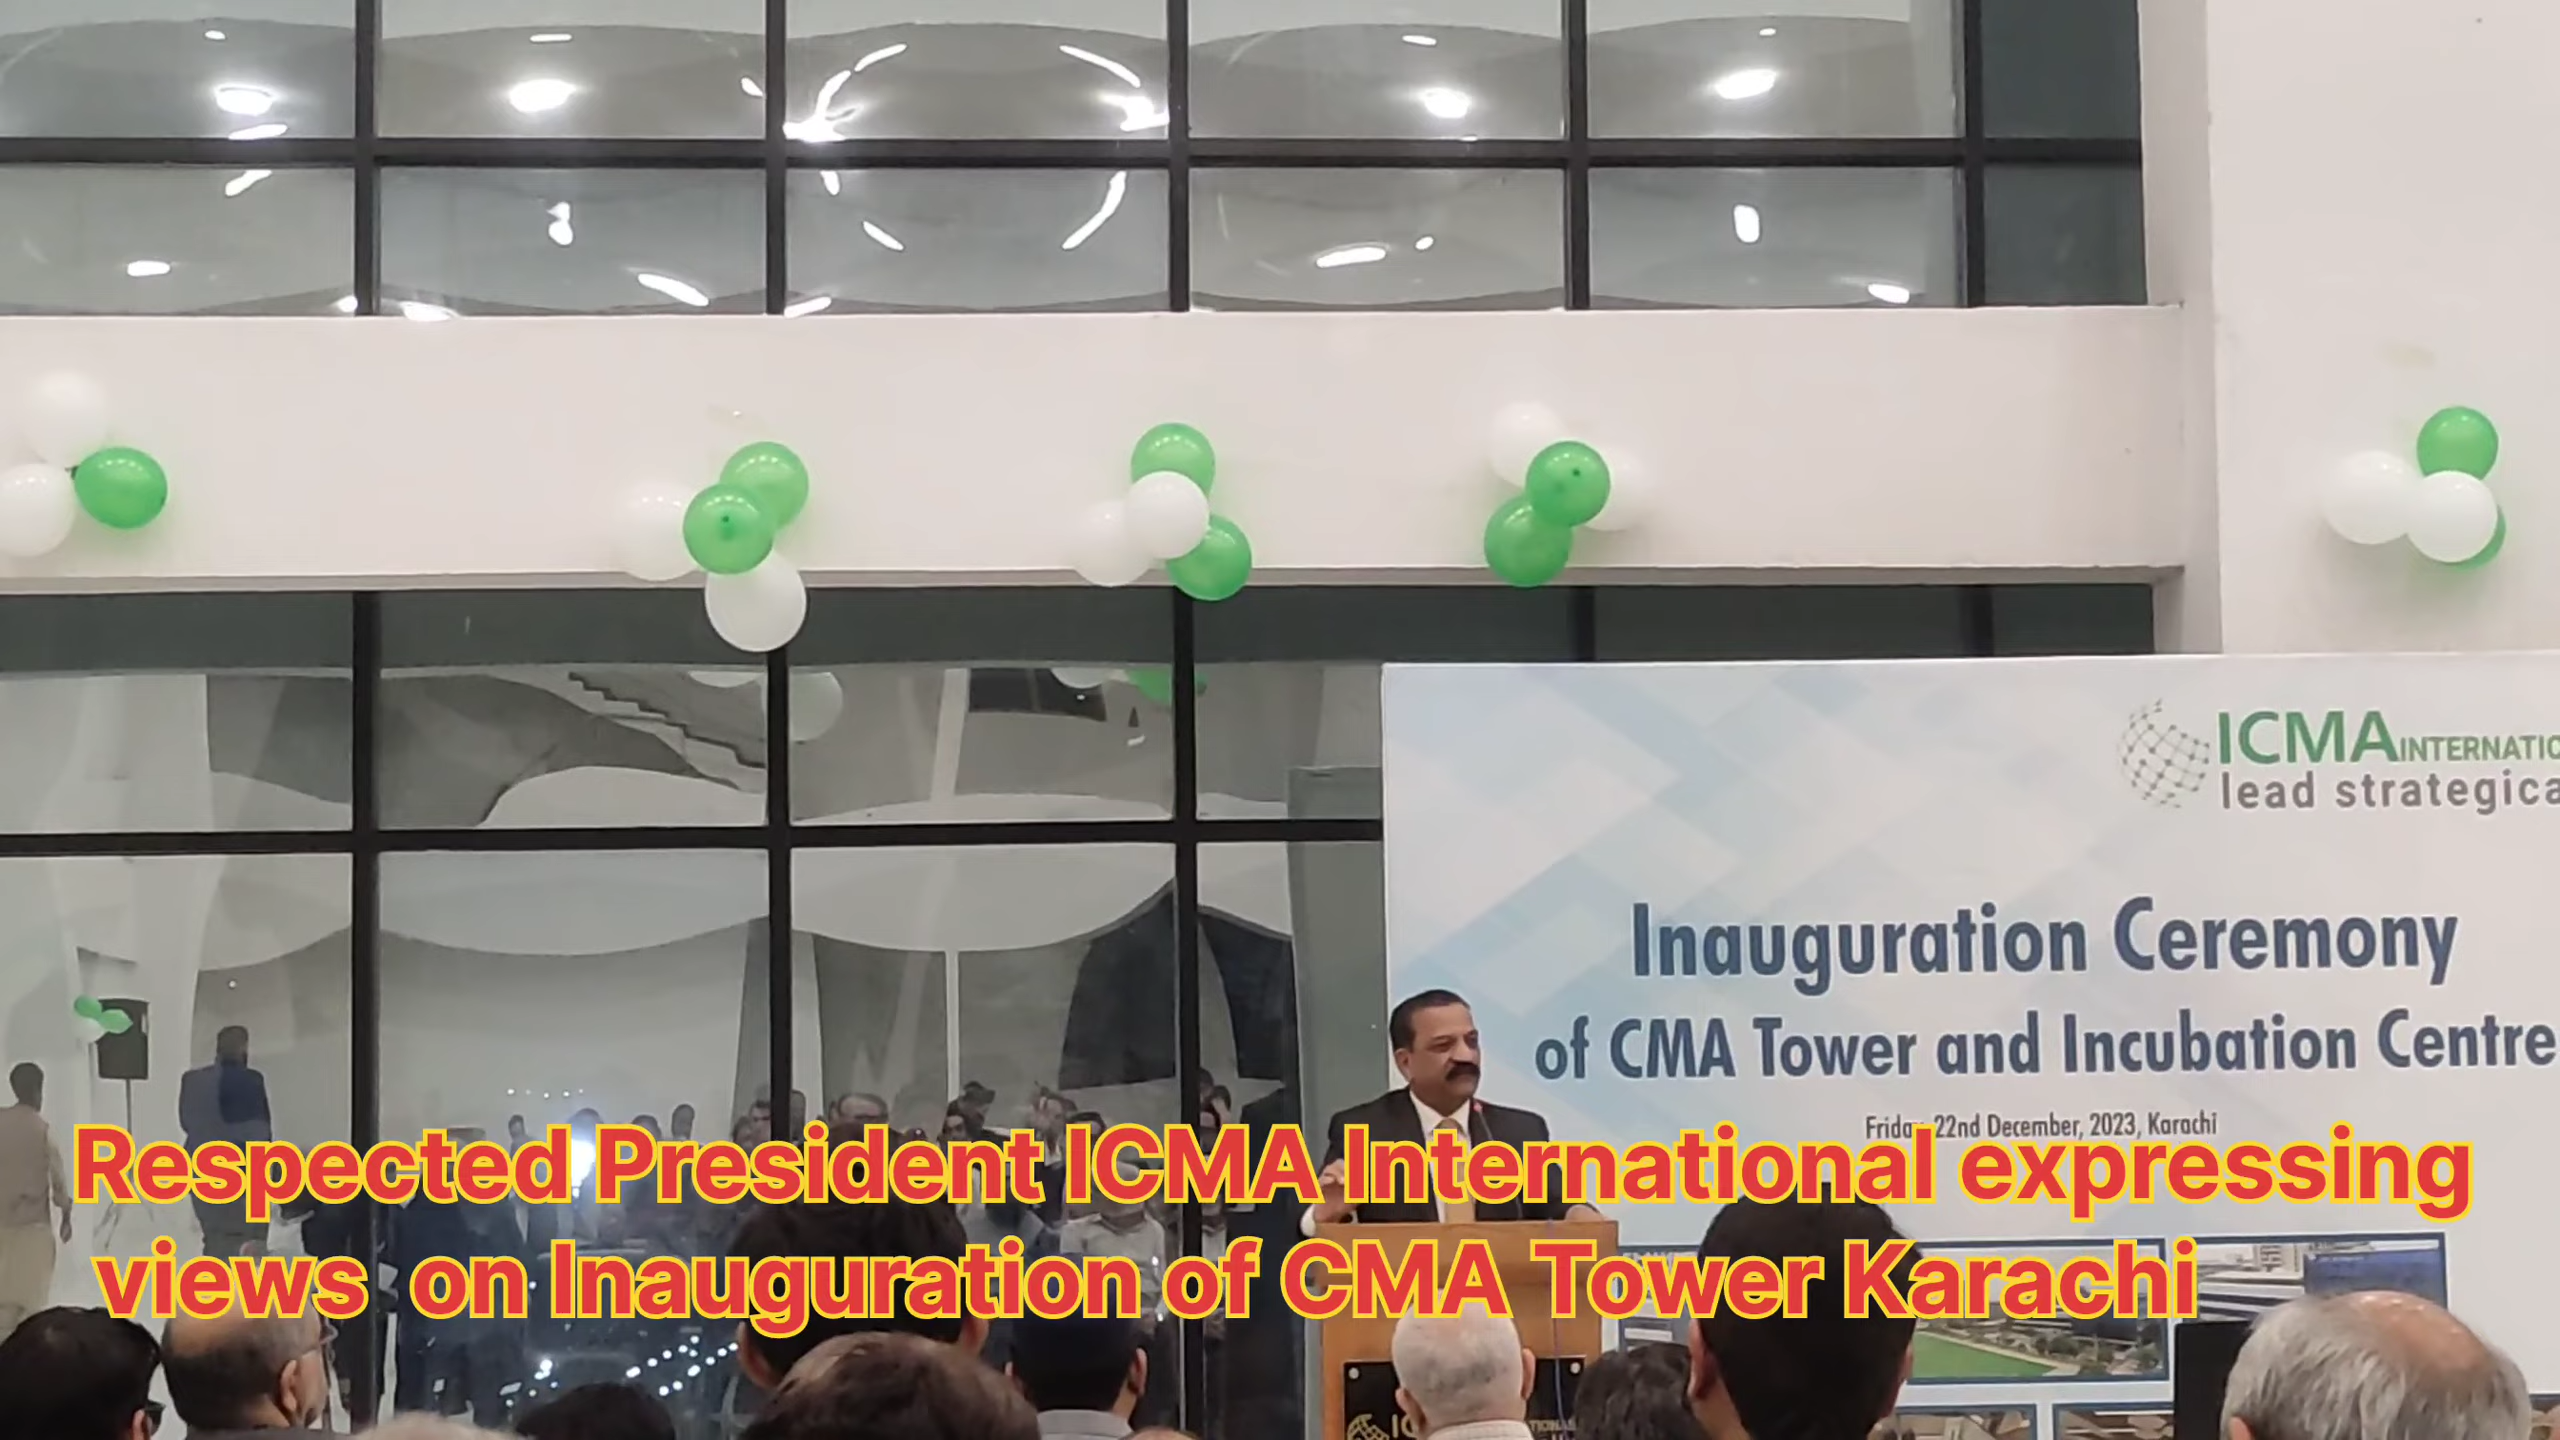 ICMA INTERNATIO
lead strategica
Inauguration Ceremony
of CMA Tower and Incubation Centre
Friday, 22nd December, 2023, Karachi
Respected President ICMA International expressing
views on Inauguration of CMA Tower Karachi